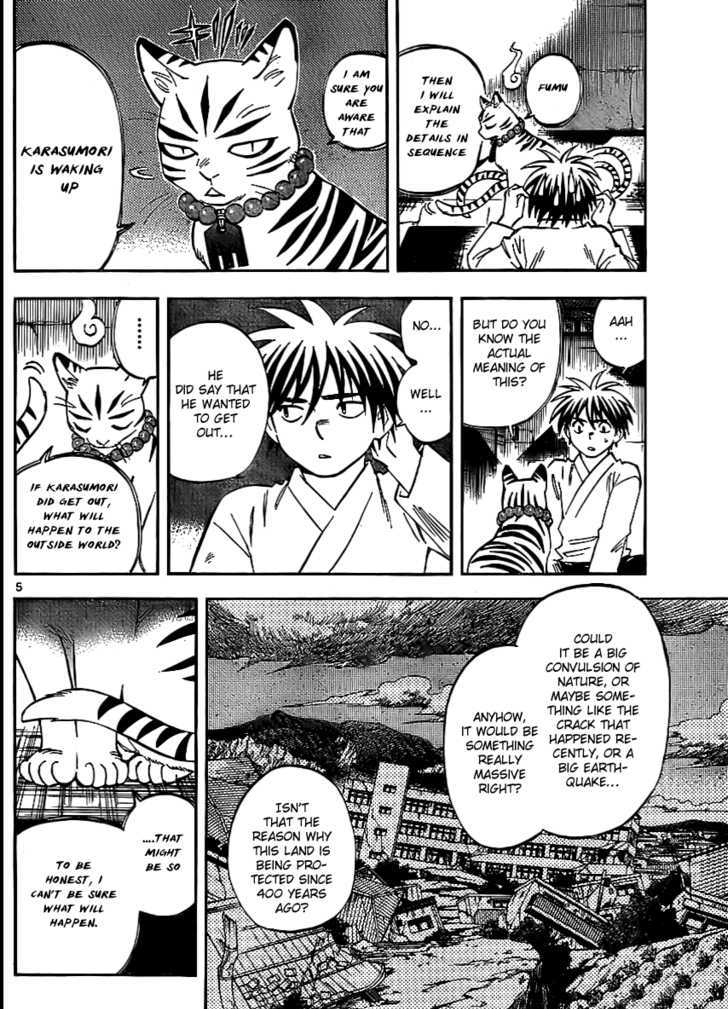 FUMU
THEN
I WILL
EXPLAIN
THE
DETAILS IN
SEQUENCE
I AM
SURE YOU
ARE
AWARE
THAT
KARASUMORI
IS WAKING
UP
AAH
...
BUT DO YOU
KNOW THE
ACTUAL
MEANING OF
THIS?
NO...
WELL
...
HE
DID SAY THAT
HE WANTED
TO GET
OUT...
.......
IF KARASUMORI
DID GET OUT,
WHAT WILL
HAPPEN TO THE
OUTSIDE WORLD?
5
COULD
IT BE A BIG
CONVULSION OF
NATURE, OR
MAYBE SOME-
THING LIKE THE
CRACK THAT
HAPPENED RE-
CENTLY, OR A
BIG EARTH-
QUAKE...
ANYHOW,
IT WOULD BE
SOMETHING
REALLY
MASSIVE
RIGHT?
ISN'T
THAT THE
REASON WHY
THIS LAND IS
BEING PRO-
TECTED SINCE
400 YEARS
AGO?
....THAT
MIGHT
BE SO
TO BE
HONEST, I
CAN'T BE SURE
WHAT WILL
HAPPEN.